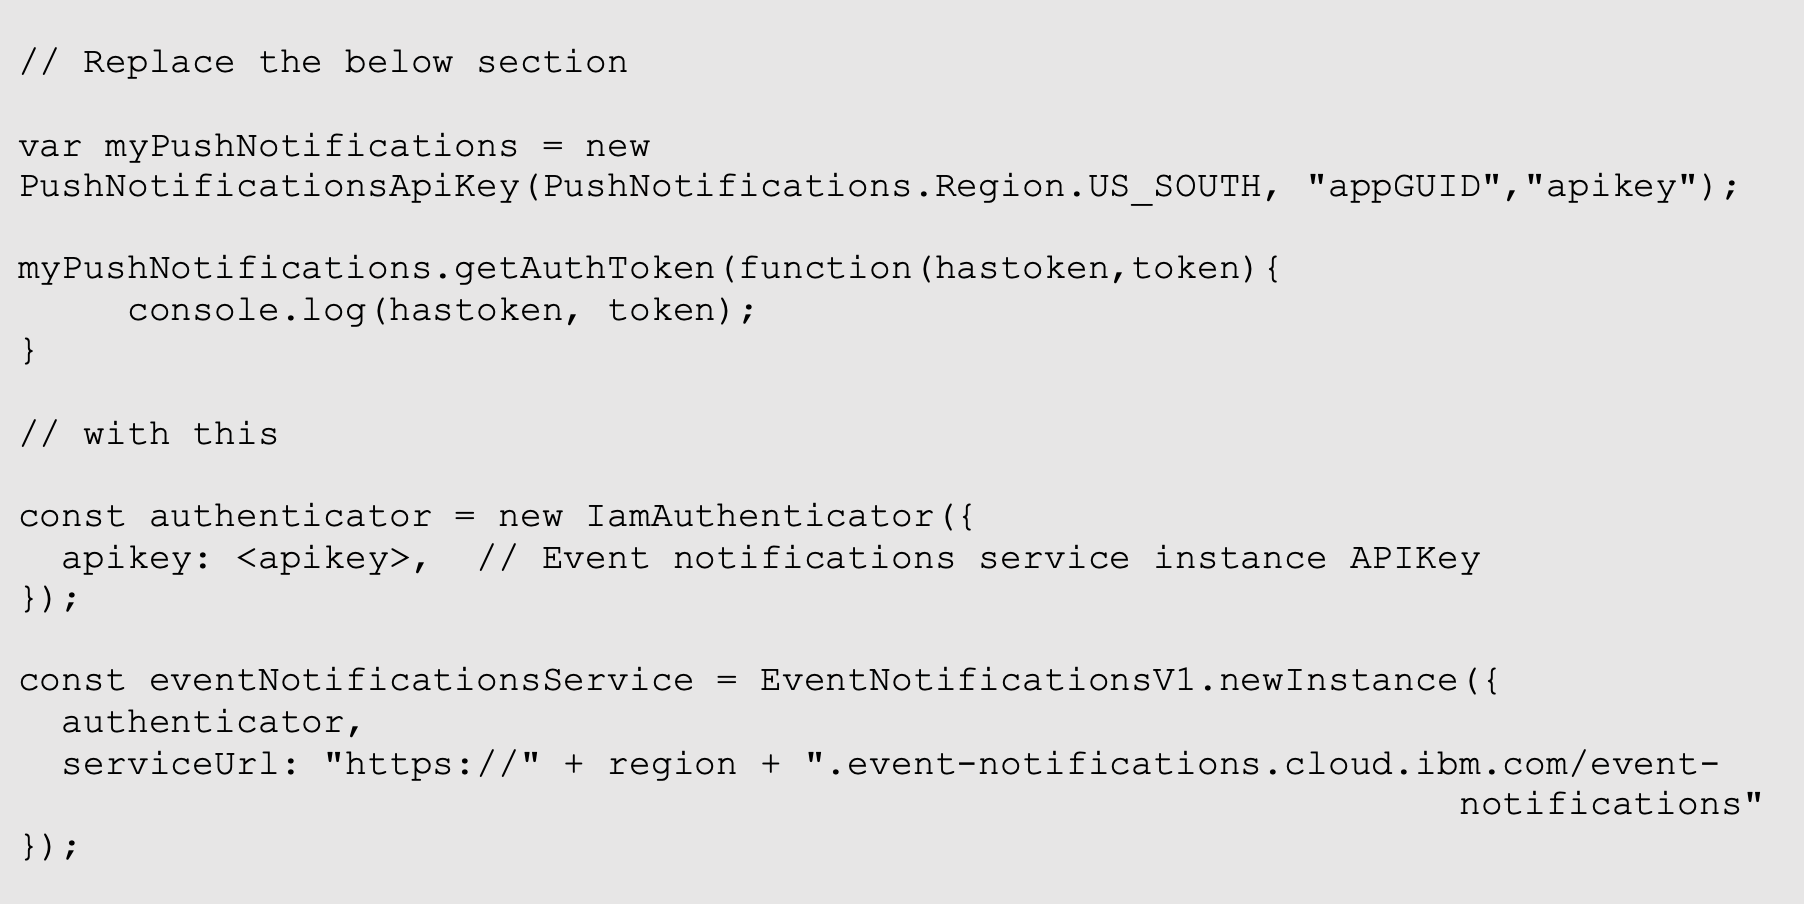 // Replace the below section
var myPushNotifications = new
PushNotificationsApiKey(PushNotifications.Region.US_SOUTH, "appGUID","apikey");
myPushNotifications.getAuthToken(function(hastoken,token){
console.log(hastoken, token);
}
// with this
const authenticator = new IamAuthenticator({
apikey: <apikey>,  // Event notifications service instance APIKey
});
const eventNotificationsService = EventNotificationsV1.newInstance({
authenticator,
serviceUrl: "https://" + region + ".event-notifications.cloud.ibm.com/event-
notifications"
});